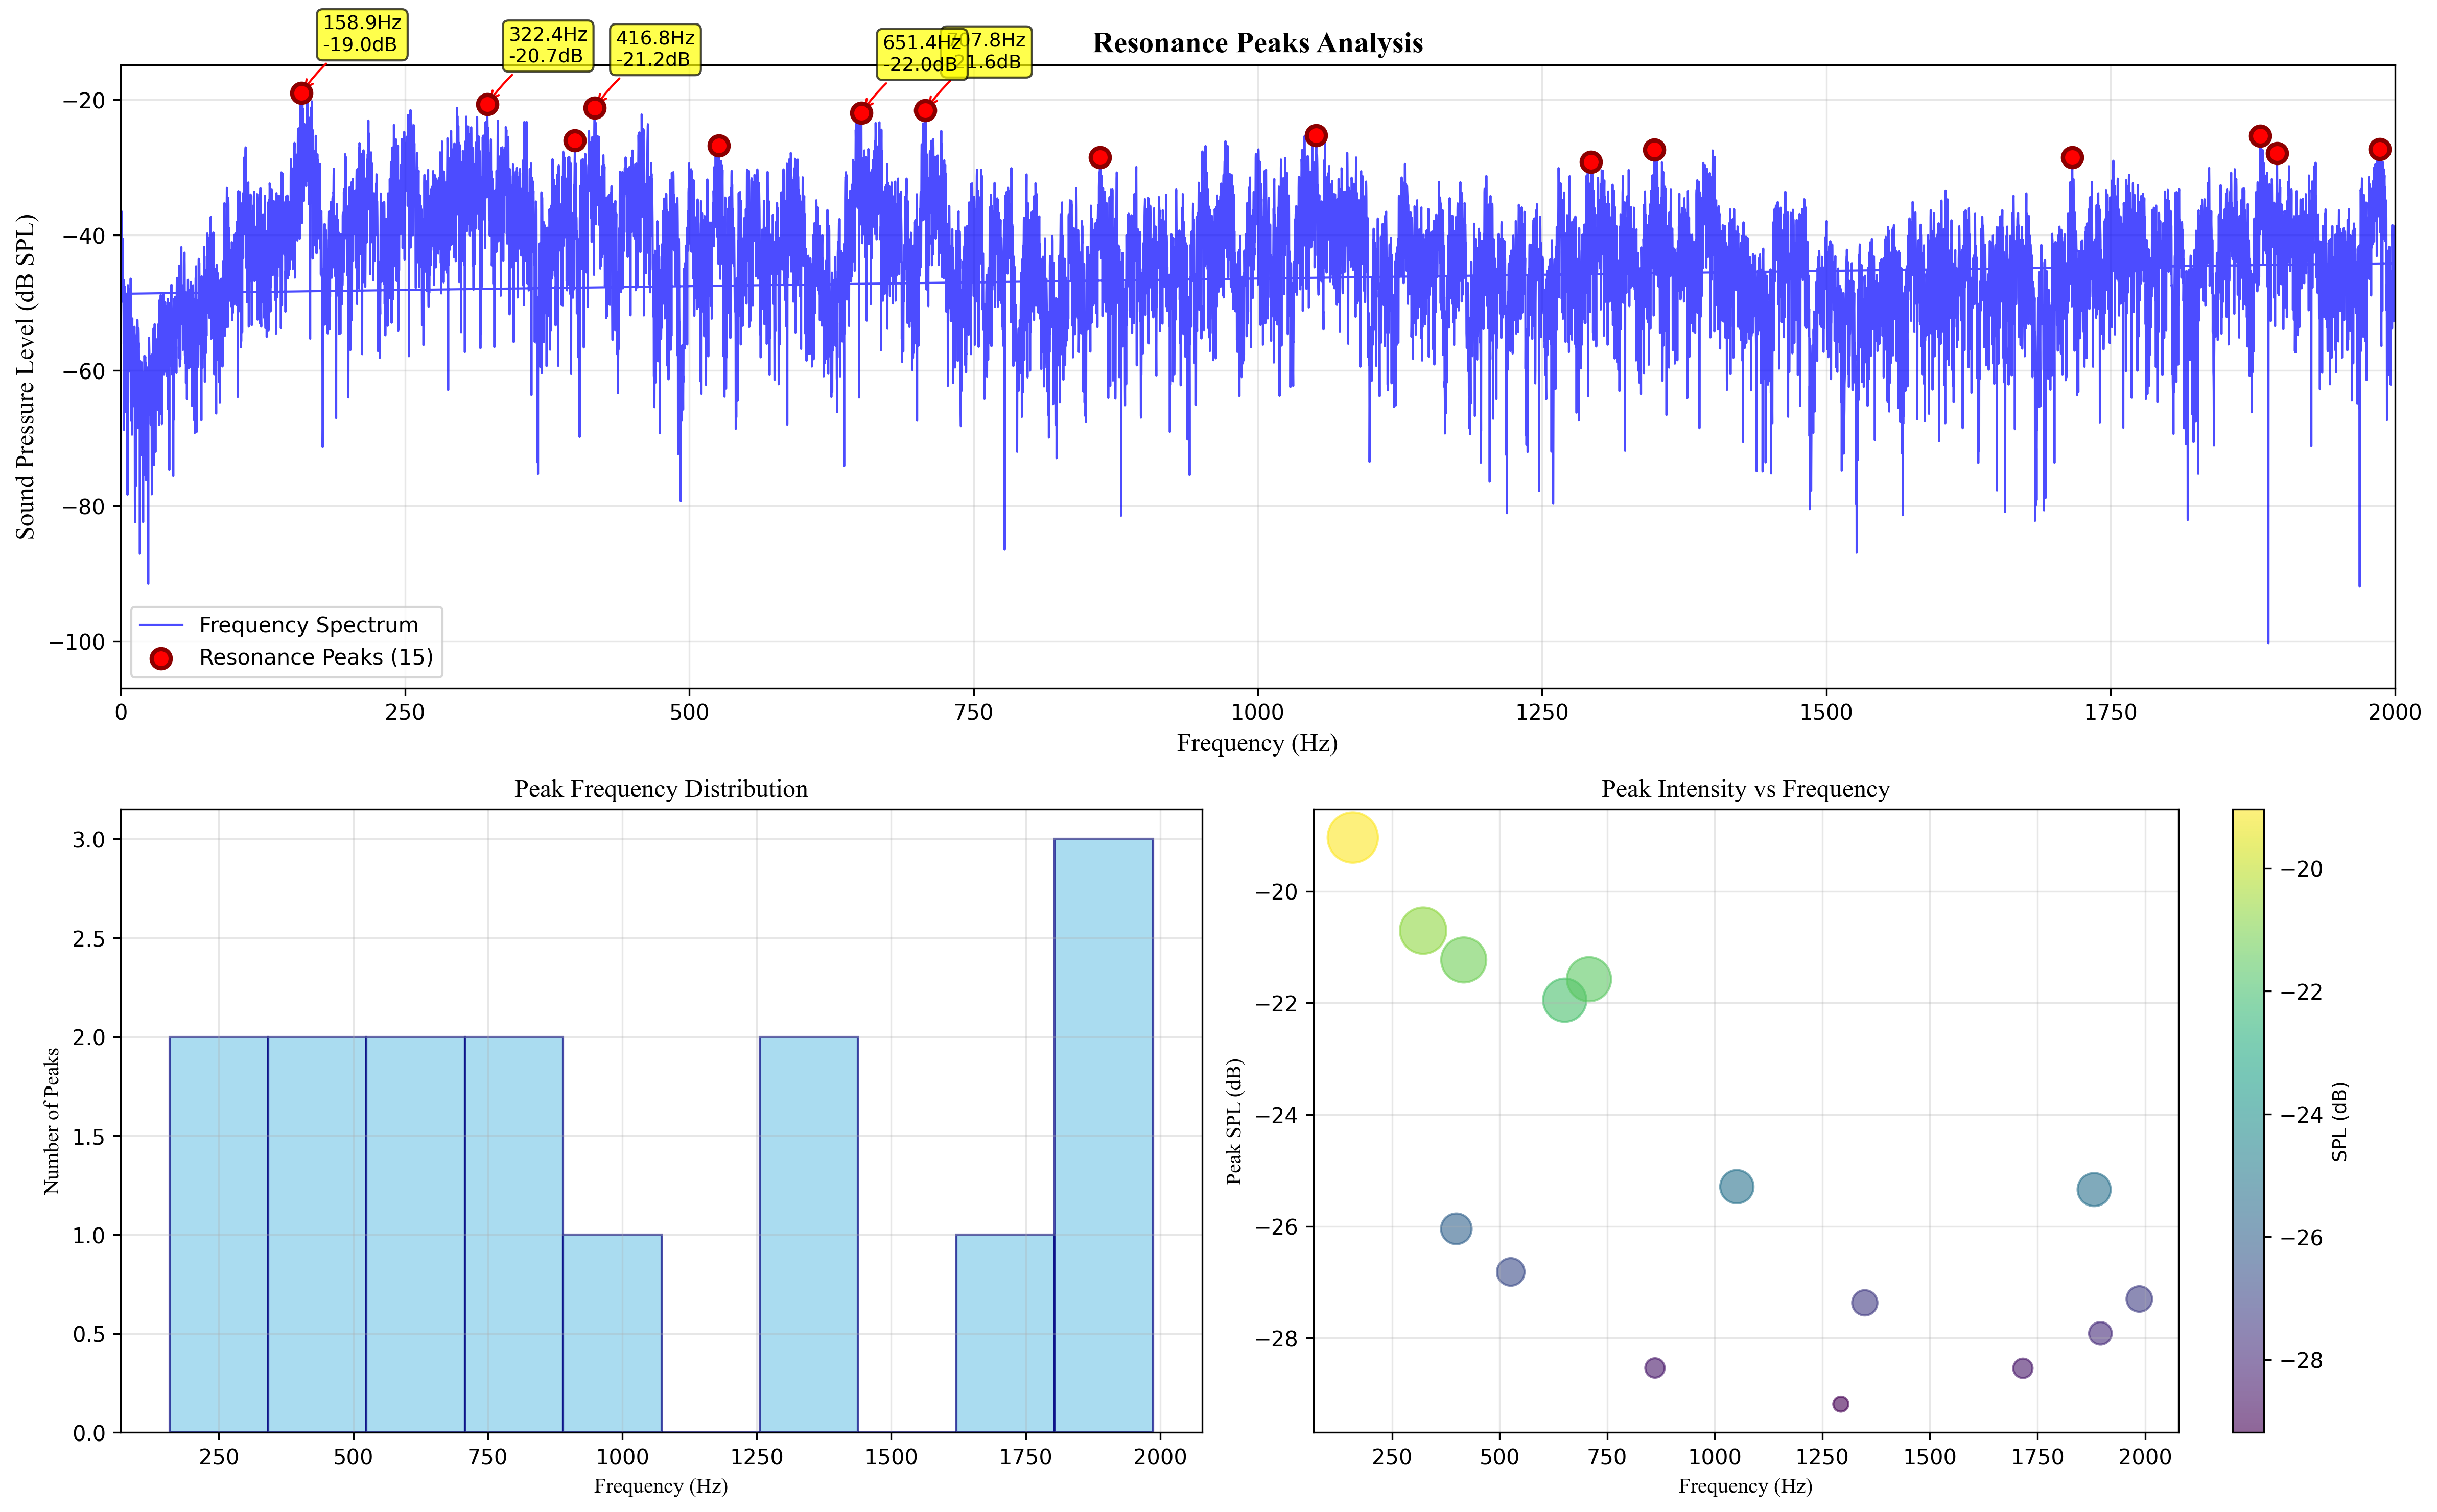 158.9Hz
-19.0dB
322.4Hz
-20.7dB
416.8Hz
-21.2dB
651.4Hz
-22.0dB
Resonance Peaks Analysis
Sound Pressure Level (dB SPL)
−20
−40
−60
−80
−100
Frequency Spectrum
Resonance Peaks (15)
0
250
500
750
1000
1250
1500
1750
2000
Frequency (Hz)
Peak Frequency Distribution
Number of Peaks
3.0
2.5
2.0
1.5
1.0
0.5
0.0
250
500
750
1000
1250
1500
1750
2000
Frequency (Hz)
Peak Intensity vs Frequency
Peak SPL (dB)
−20
−22
−24
−26
−28
250
500
750
1000
1250
1500
1750
2000
Frequency (Hz)
−20
−22
−24
−26
−28
SPL (dB)